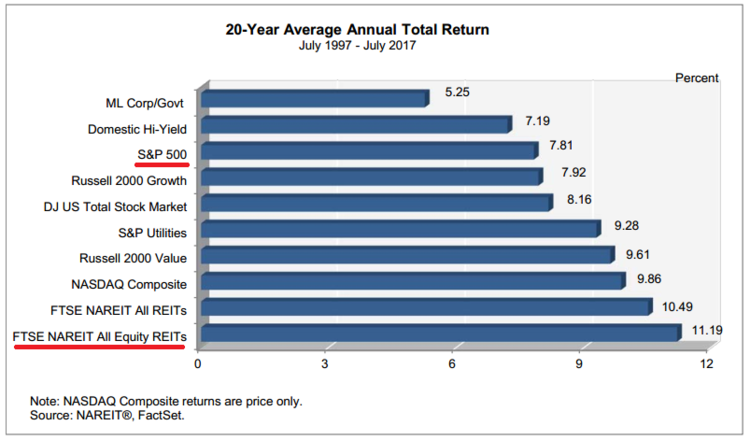 20-Year Average Annual Total Return
July 1997 - July 2017
Percent
ML Corp/Govt 5.25
Domestic Hi-Yield 7.19
S&P 500 7.81
Russell 2000 Growth 7.92
DJ US Total Stock Market 8.16
S&P Utilities 9.28
Russell 2000 Value 9.61
NASDAQ Composite 9.86
FTSE NAREIT All REITs 10.49
FTSE NAREIT All Equity REITs 11.19
0 3 6 9 12
Note: NASDAQ Composite returns are price only.
Source: NAREIT®, FactSet.